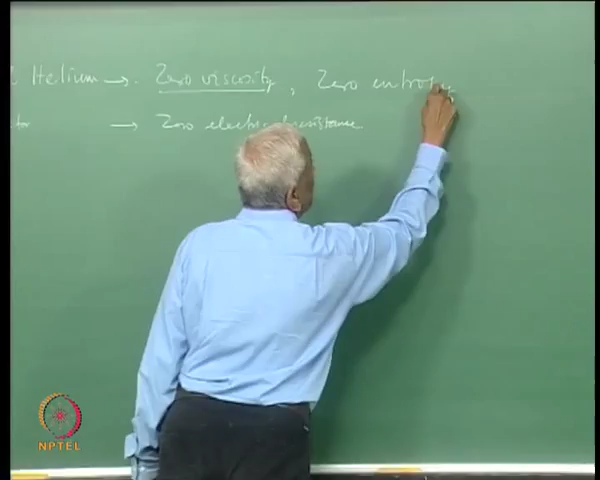 Helium → Zero viscosity, Zero entropy
→ Zero electrical resistance
NPTEL